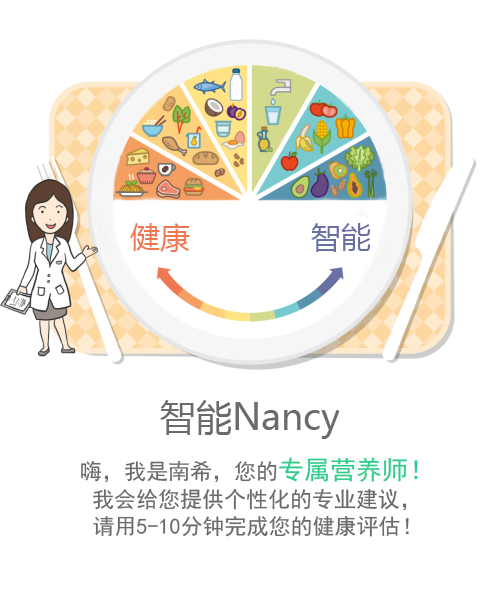 健康
智能
智能Nancy
嗨，我是南希，您的专属营养师！
我会给您提供个性化的专业建议，
请用5-10分钟完成您的健康评估！